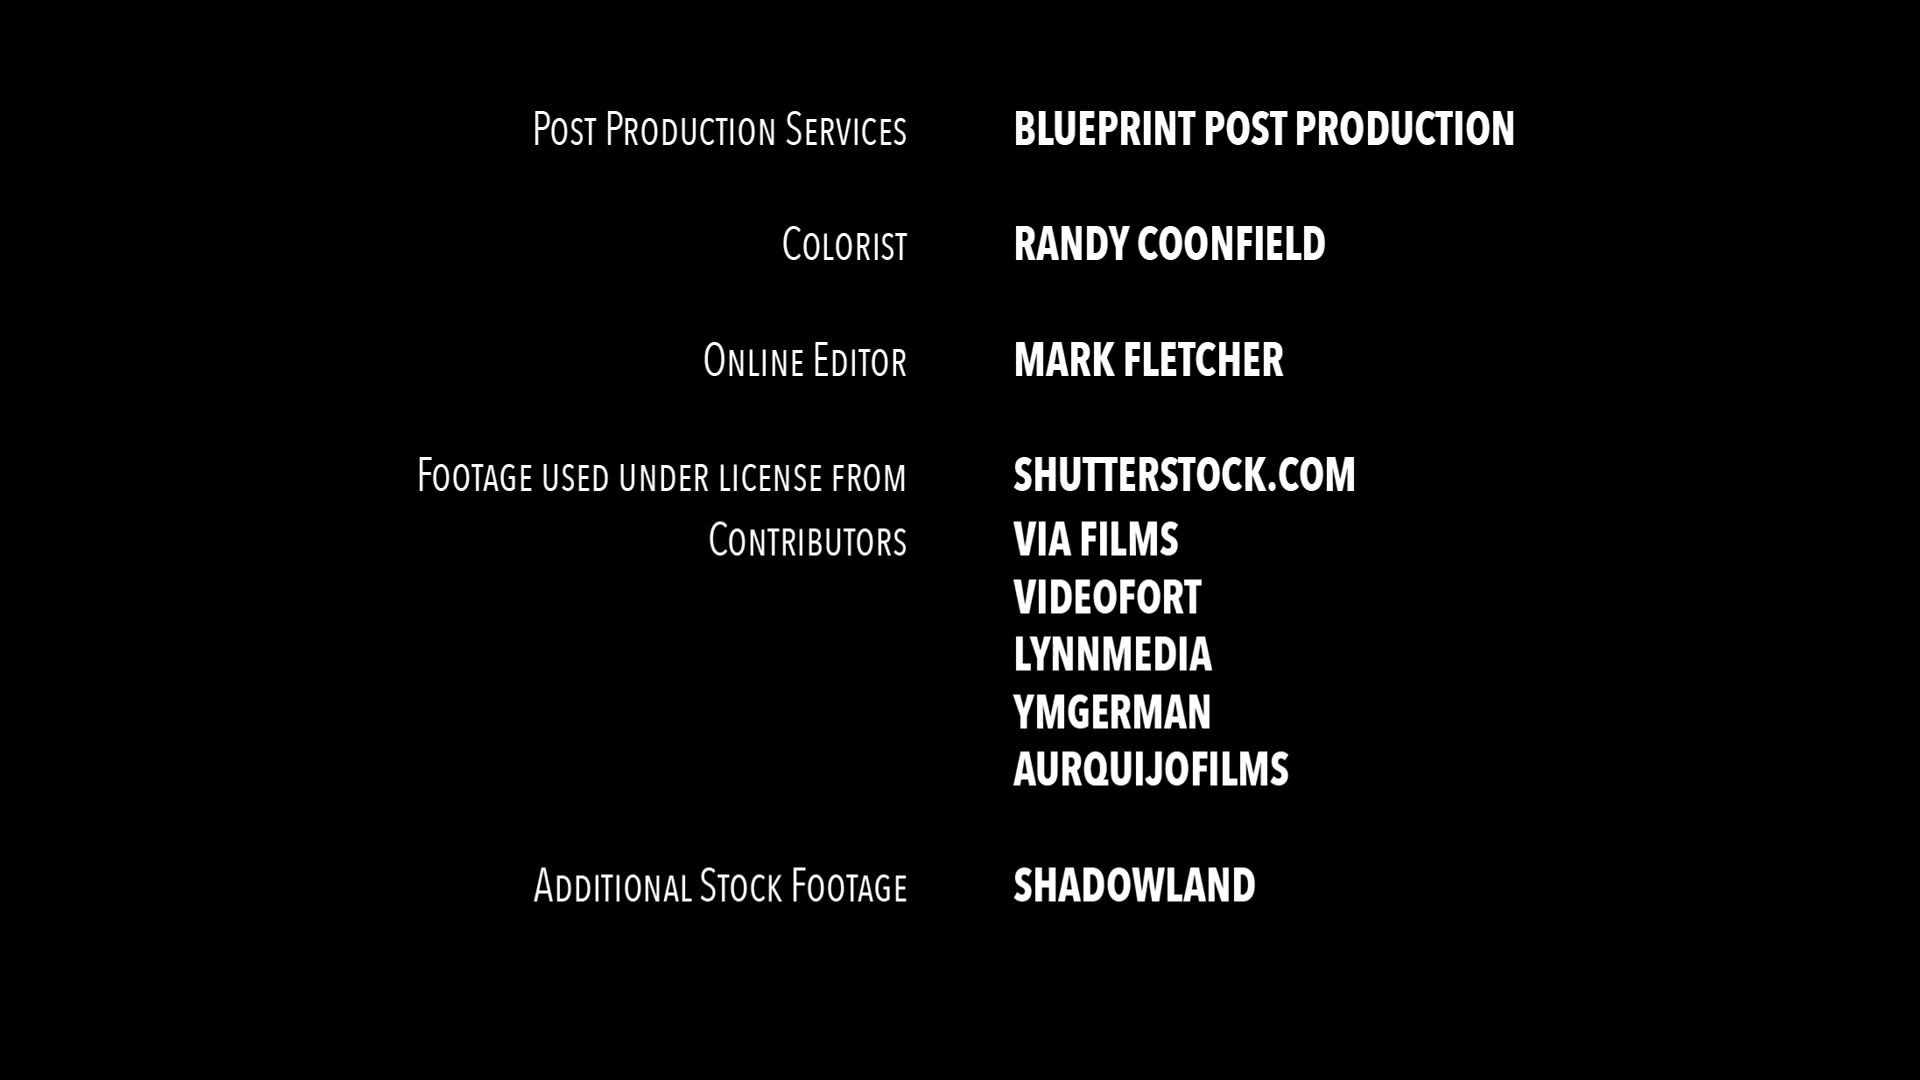 Post Production Services BLUEPRINT POST PRODUCTION
Colorist RANDY COONFIELD
Online Editor MARK FLETCHER
Footage used under license from SHUTTERSTOCK.COM
Contributors VIA FILMS
VIDEOFORT
LYNNMEDIA
YMGERMAN
AURQUIJOFILMS
Additional Stock Footage SHADOWLAND